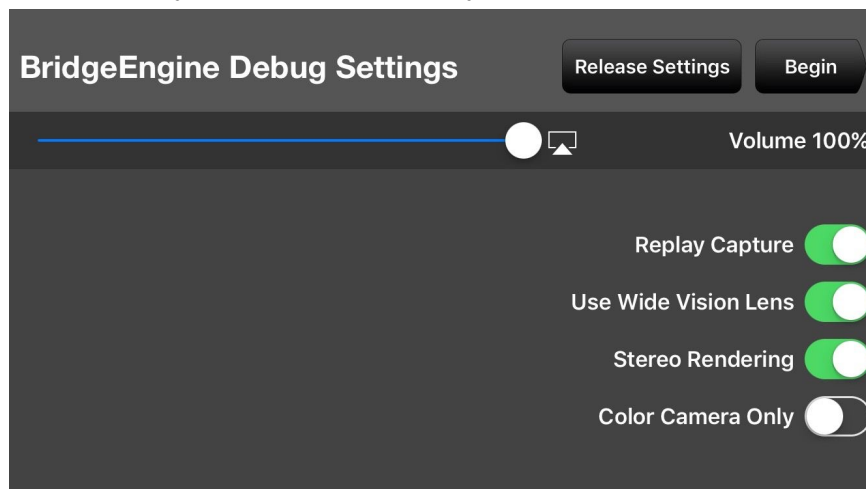 BridgeEngine Debug Settings
Release Settings
Begin
Volume 100%
Replay Capture
Use Wide Vision Lens
Stereo Rendering
Color Camera Only